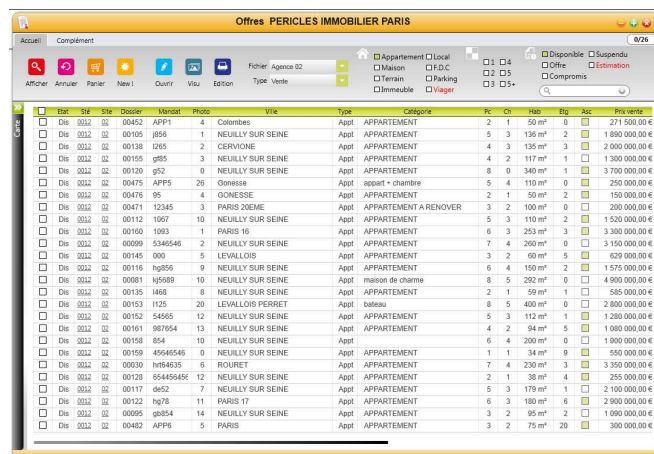 Offres PERICLES IMMOBILIER PARIS
Accueil Complément 0/26
Afficher Annuler Panier New ! Ouvrir Visu Edition
Fichier Agence 02
Type Vente
Appartement Local
Maison F.D.C
Terrain Parking
Immeuble Viager
1 4
2 5
3 5+
Disponible Suspendu
Offre Estimation
Compromis
Carte
Etat Sté Site Dossier Mandat Photo Ville Type Catégorie Pc Ch Hab Etg Asc Prix vente
Dis 0012 02 00452 APP1 4 Colombes Appt APPARTEMENT 2 1 50 m² 0 271 500,00 €
Dis 0012 02 00105 j856 1 NEUILLY SUR SEINE Appt APPARTEMENT 5 3 136 m² 2 1 890 000,00 €
Dis 0012 02 00138 l265 2 CERVIONE Appt APPARTEMENT 4 3 135 m² 3 2 000 000,00 €
Dis 0012 02 00155 gf85 3 NEUILLY SUR SEINE Appt APPARTEMENT 4 2 117 m² 1 1 300 000,00 €
Dis 0012 02 00120 g52 0 NEUILLY SUR SEINE Appt APPARTEMENT 8 0 340 m² 1 3 700 000,00 €
Dis 0012 02 00475 APP5 26 Gonesse Appt appart + chambre 5 4 110 m² 0 250 000,00 €
Dis 0012 02 00476 95 4 GONESSE Appt APPARTEMENT 2 1 50 m² 2 150 000,00 €
Dis 0012 02 00471 12345 3 PARIS 20EME Appt APPARTEMENT A RENOVER 3 2 100 m² 0 200 000,00 €
Dis 0012 02 00112 1067 10 NEUILLY SUR SEINE Appt APPARTEMENT 5 3 110 m² 2 1 520 000,00 €
Dis 0012 02 00160 1093 1 PARIS 16 Appt APPARTEMENT 6 3 253 m² 3 3 300 000,00 €
Dis 0012 02 00099 5346546 2 NEUILLY SUR SEINE Appt APPARTEMENT 7 4 260 m² 0 3 150 000,00 €
Dis 0012 02 00145 000 5 LEVALLOIS Appt APPARTEMENT 3 2 60 m² 5 629 000,00 €
Dis 0012 02 00116 hg856 9 NEUILLY SUR SEINE Appt APPARTEMENT 6 4 150 m² 2 1 575 000,00 €
Dis 0012 02 00081 kj5689 10 NEUILLY SUR SEINE Appt maison de charme 8 5 292 m² 0 4 900 000,00 €
Dis 0012 02 00135 l468 8 NEUILLY SUR SEINE Appt APPARTEMENT 2 1 59 m² 1 585 000,00 €
Dis 0012 02 00153 l125 20 LEVALLOIS PERRET Appt bateau 8 5 400 m² 0 2 800 000,00 €
Dis 0012 02 00152 54565 12 NEUILLY SUR SEINE Appt APPARTEMENT 5 3 112 m² 1 1 280 000,00 €
Dis 0012 02 00161 987654 13 NEUILLY SUR SEINE Appt APPARTEMENT 4 2 94 m² 5 1 080 000,00 €
Dis 0012 02 00158 854 10 NEUILLY SUR SEINE Appt 6 4 200 m² 0 1 900 000,00 €
Dis 0012 02 00159 45646546 0 NEUILLY SUR SEINE Appt APPARTEMENT 1 1 34 m² 9 550 000,00 €
Dis 0012 02 00030 hrt64635 6 ROURET Appt APPARTEMENT 7 4 230 m² 3 3 350 000,00 €
Dis 0012 02 00128 654456456 12 NEUILLY SUR SEINE Appt APPARTEMENT 2 1 38 m² 4 255 000,00 €
Dis 0012 02 00117 de52 7 NEUILLY SUR SEINE Appt APPARTEMENT 5 3 179 m² 1 2 100 000,00 €
Dis 0012 02 00122 hg78 11 PARIS 17 Appt APPARTEMENT 6 3 180 m² 6 2 900 000,00 €
Dis 0012 02 00095 gb854 14 NEUILLY SUR SEINE Appt APPARTEMENT 3 2 95 m² 2 1 090 000,00 €
Dis 0012 02 00482 APP6 5 PARIS Appt APPARTEMENT 3 2 75 m² 20 300 000,00 €